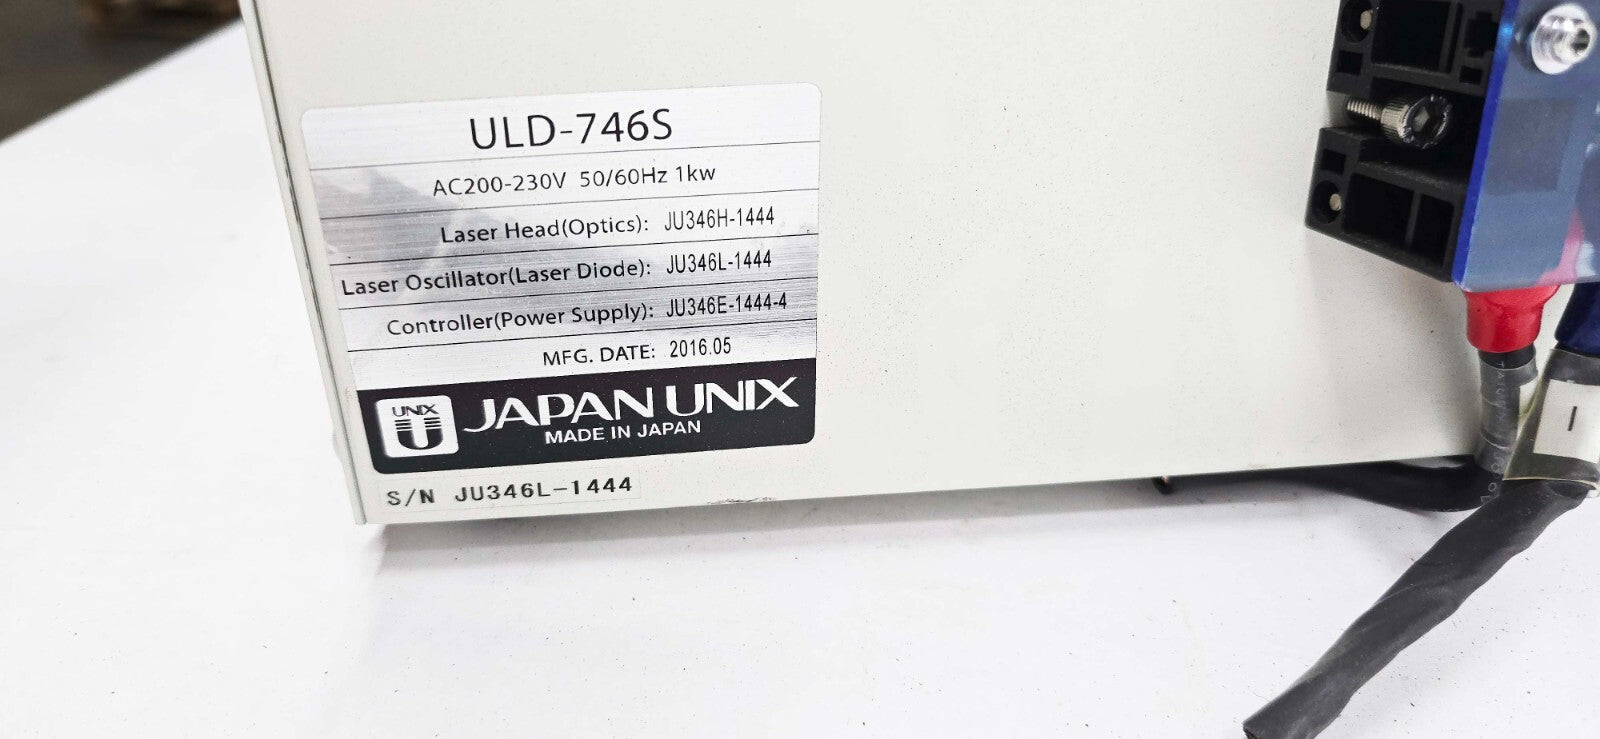 ULD-746S
AC200-230V 50/60Hz 1kw
Laser Head(Optics): JU346H-1444
Laser Oscillator(Laser Diode): JU346L-1444
Controller(Power Supply): JU346E-1444-4
MFG. DATE: 2016.05
UNIX
U
JAPAN UNIX
MADE IN JAPAN
S/N JU346L-1444